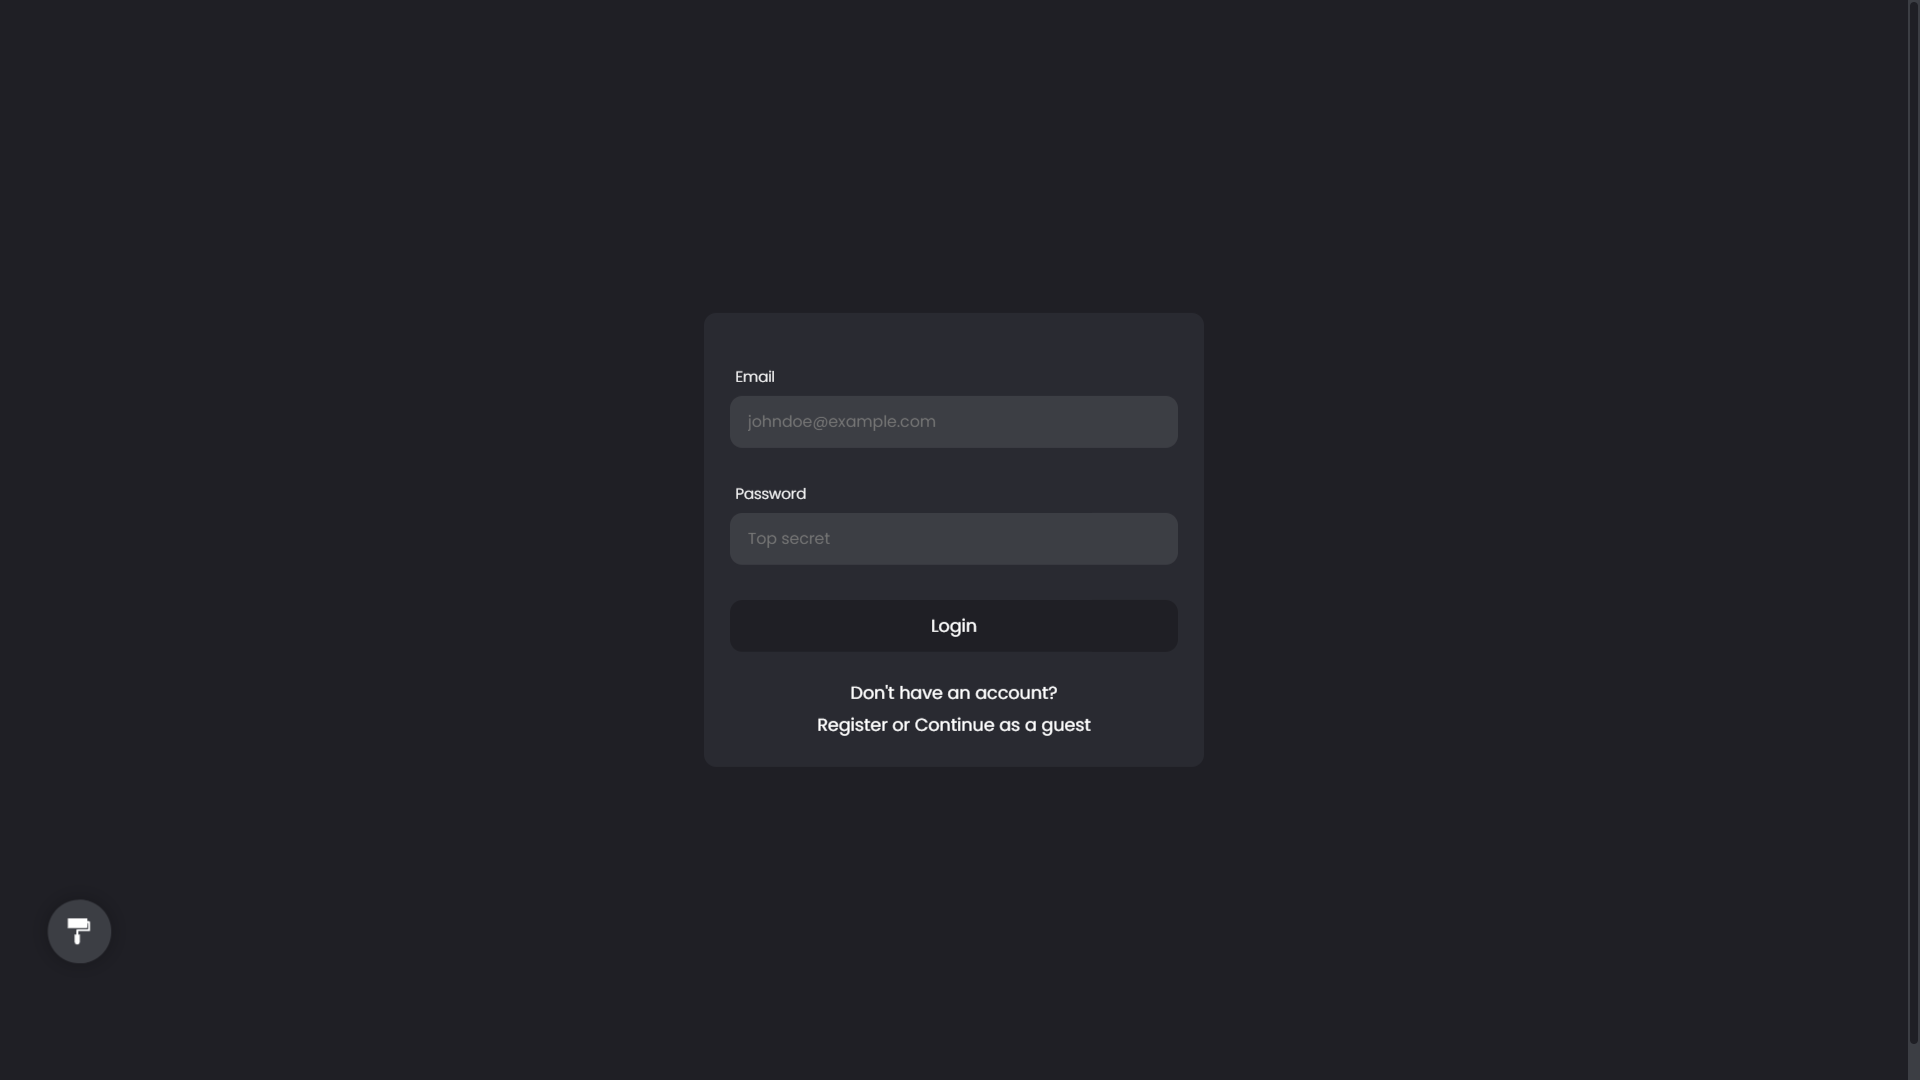 Email
johndoe@example.com
Password
Top secret
Login
Don't have an account?
Register or Continue as a guest